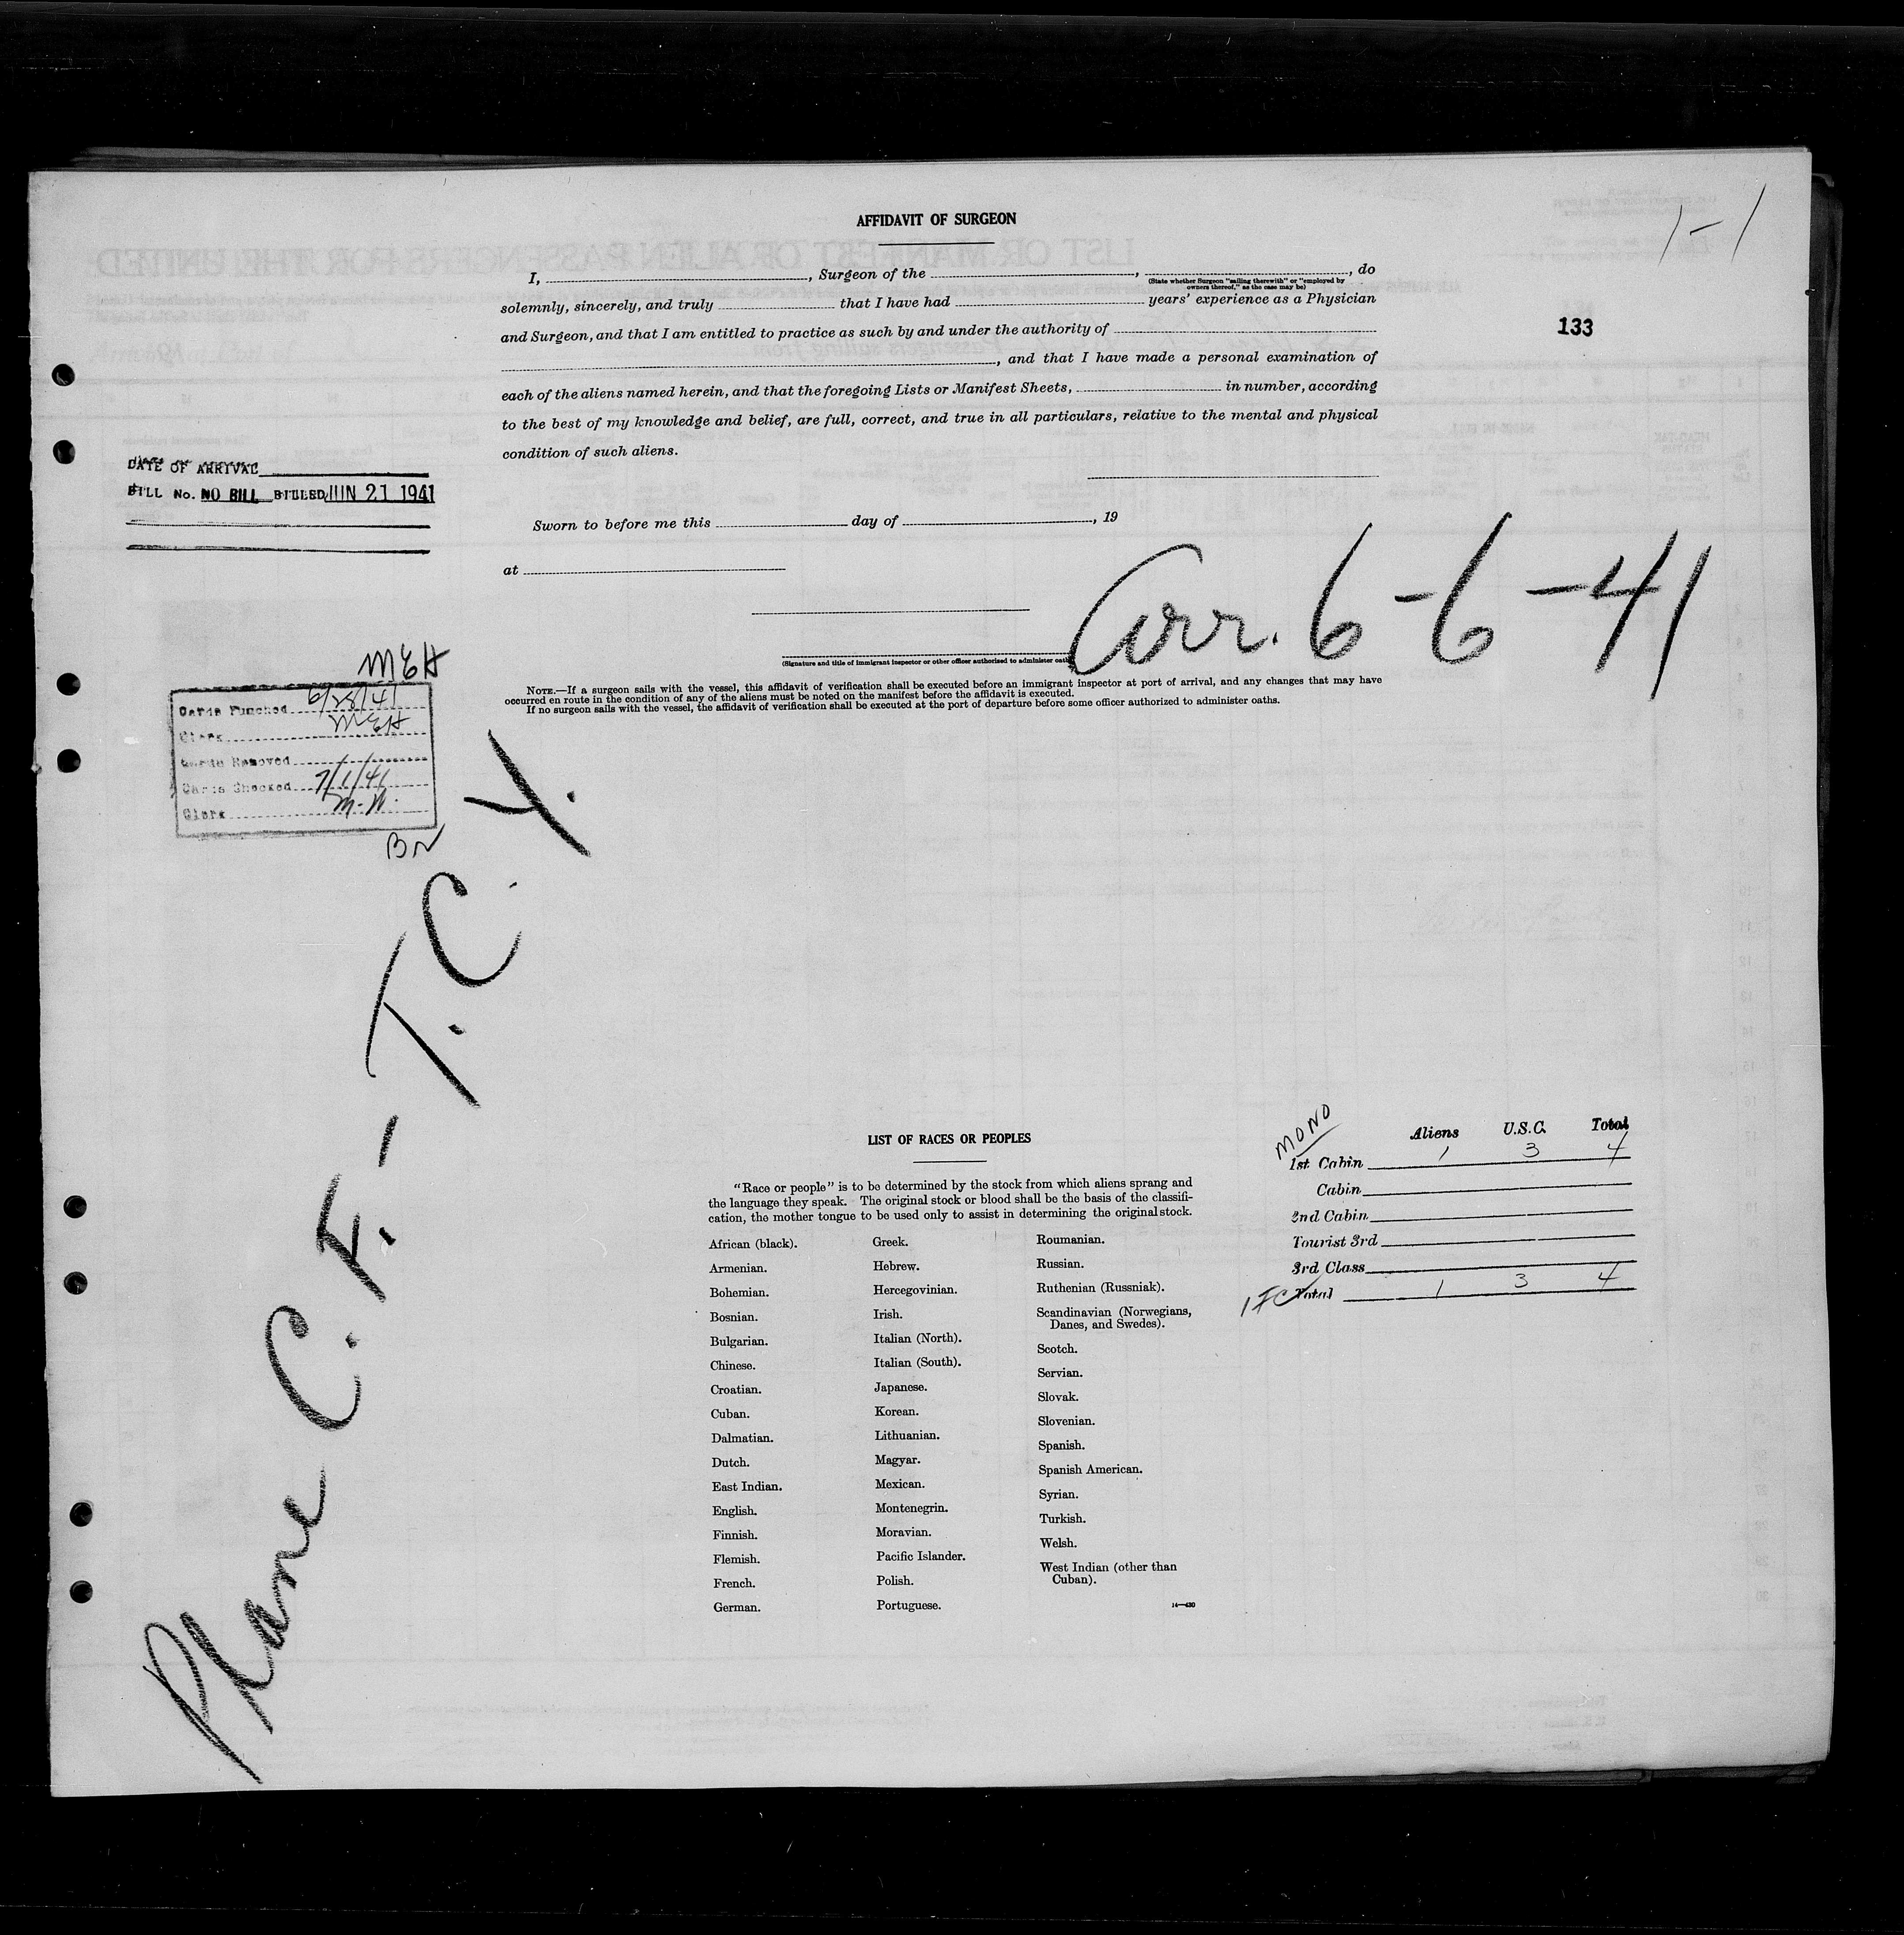 1-1
AFFIDAVIT OF SURGEON
I, , Surgeon of the , , do
(State whether Surgeon "sailing therewith" or "employed by
owners thereof," as the case may be)
solemnly, sincerely, and truly that I have had years' experience as a Physician
and Surgeon, and that I am entitled to practice as such by and under the authority of
, and that I have made a personal examination of
each of the aliens named herein, and that the foregoing Lists or Manifest Sheets, in number, according
to the best of my knowledge and belief, are full, correct, and true in all particulars, relative to the mental and physical
condition of such aliens.
133
DATE OF ARRIVAL
BILL No. NO BILL BILLED JUN 21 1941
Sworn to before me this day of , 19
at
Arr. 6-6-41
(Signature and title of immigrant inspector or other officer authorized to administer oath)
NOTE.—If a surgeon sails with the vessel, this affidavit of verification shall be executed before an immigrant inspector at port of arrival, and any changes that may have
occurred en route in the condition of any of the aliens must be noted on the manifest before the affidavit is executed.
If no surgeon sails with the vessel, the affidavit of verification shall be executed at the port of departure before some officer authorized to administer oaths.
MEH
Cards Punched 6/28/41
Clerk MEH
Cards Removed
Cards Checked 7/1/41
Clerk
BN
Plane C.F.-T.C.Y.
LIST OF RACES OR PEOPLES
"Race or people" is to be determined by the stock from which aliens sprang and
the language they speak. The original stock or blood shall be the basis of the classifi-
cation, the mother tongue to be used only to assist in determining the original stock.
African (black).
Armenian.
Bohemian.
Bosnian.
Bulgarian.
Chinese.
Croatian.
Cuban.
Dalmatian.
Dutch.
East Indian.
English.
Finnish.
Flemish.
French.
German.
Greek.
Hebrew.
Hercegovinian.
Irish.
Italian (North).
Italian (South).
Japanese.
Korean.
Lithuanian.
Magyar.
Mexican.
Montenegrin.
Moravian.
Pacific Islander.
Polish.
Portuguese.
Roumanian.
Russian.
Ruthenian (Russniak).
Scandinavian (Norwegians,
Danes, and Swedes).
Scotch.
Servian.
Slovak.
Slovenian.
Spanish.
Spanish American.
Syrian.
Turkish.
Welsh.
West Indian (other than
Cuban).
14—430
MONO
Aliens U.S.C. Total
1st Cabin 1 3 4
Cabin
2nd Cabin
Tourist 3rd
3rd Class
Total 1 3 4